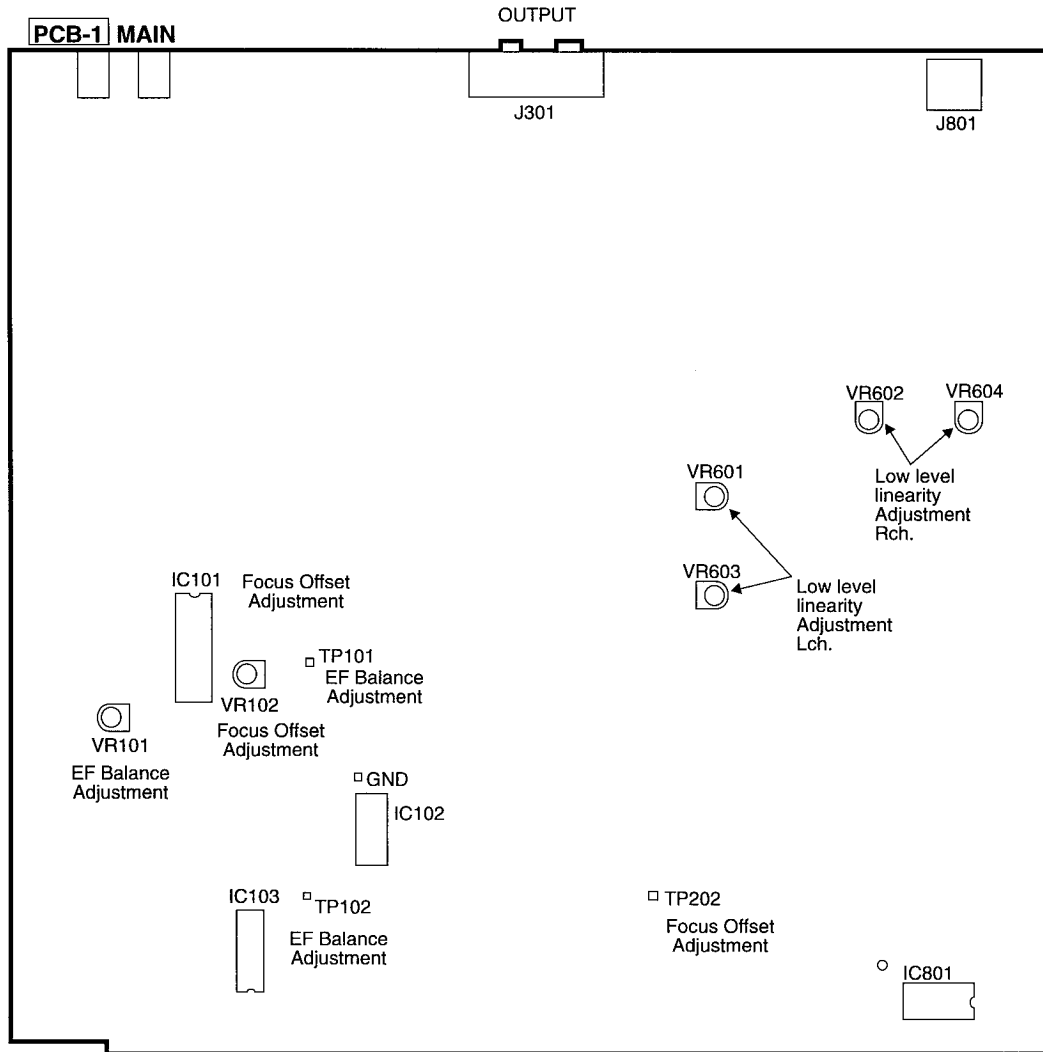 OUTPUT
PCB-1 MAIN
J301
J801
VR602
VR604
Low level
linearity
Adjustment
Rch.
VR601
VR603
Low level
linearity
Adjustment
Lch.
IC101
Focus Offset
Adjustment
TP101
EF Balance
Adjustment
VR102
Focus Offset
Adjustment
VR101
EF Balance
Adjustment
GND
IC102
IC103
TP102
EF Balance
Adjustment
TP202
Focus Offset
Adjustment
IC801